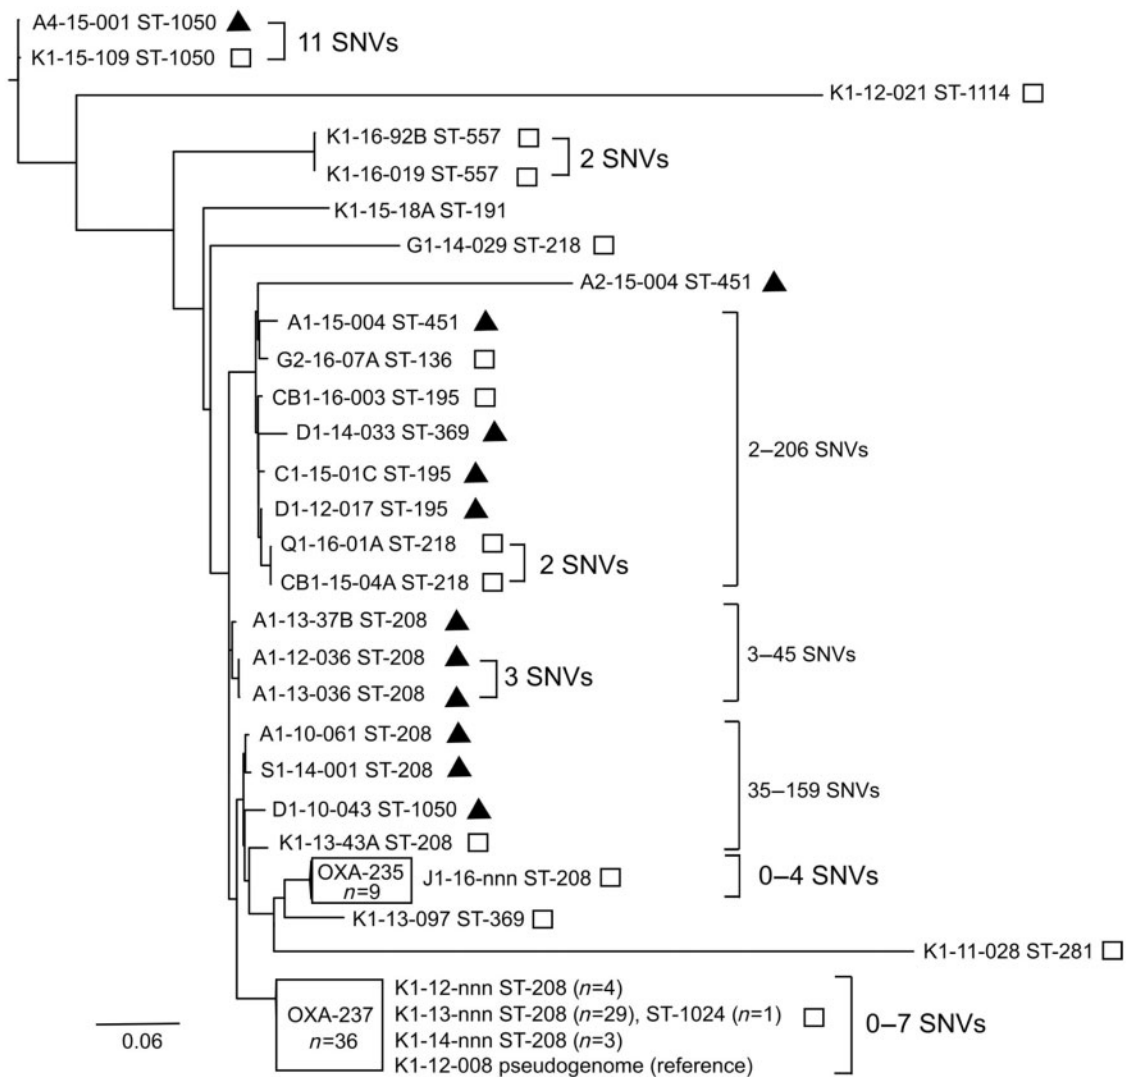 A4-15-001 ST-1050
K1-15-109 ST-1050
11 SNVs
K1-12-021 ST-1114
K1-16-92B ST-557
K1-16-019 ST-557
2 SNVs
K1-15-18A ST-191
G1-14-029 ST-218
A2-15-004 ST-451
A1-15-004 ST-451
G2-16-07A ST-136
CB1-16-003 ST-195
D1-14-033 ST-369
C1-15-01C ST-195
D1-12-017 ST-195
Q1-16-01A ST-218
CB1-15-04A ST-218
2 SNVs
2–206 SNVs
A1-13-37B ST-208
A1-12-036 ST-208
A1-13-036 ST-208
3 SNVs
3–45 SNVs
A1-10-061 ST-208
S1-14-001 ST-208
D1-10-043 ST-1050
K1-13-43A ST-208
35–159 SNVs
OXA-235
n=9
J1-16-nnn ST-208
0–4 SNVs
K1-13-097 ST-369
K1-11-028 ST-281
OXA-237
n=36
K1-12-nnn ST-208 (n=4)
K1-13-nnn ST-208 (n=29), ST-1024 (n=1)
K1-14-nnn ST-208 (n=3)
K1-12-008 pseudogenome (reference)
0–7 SNVs
0.06